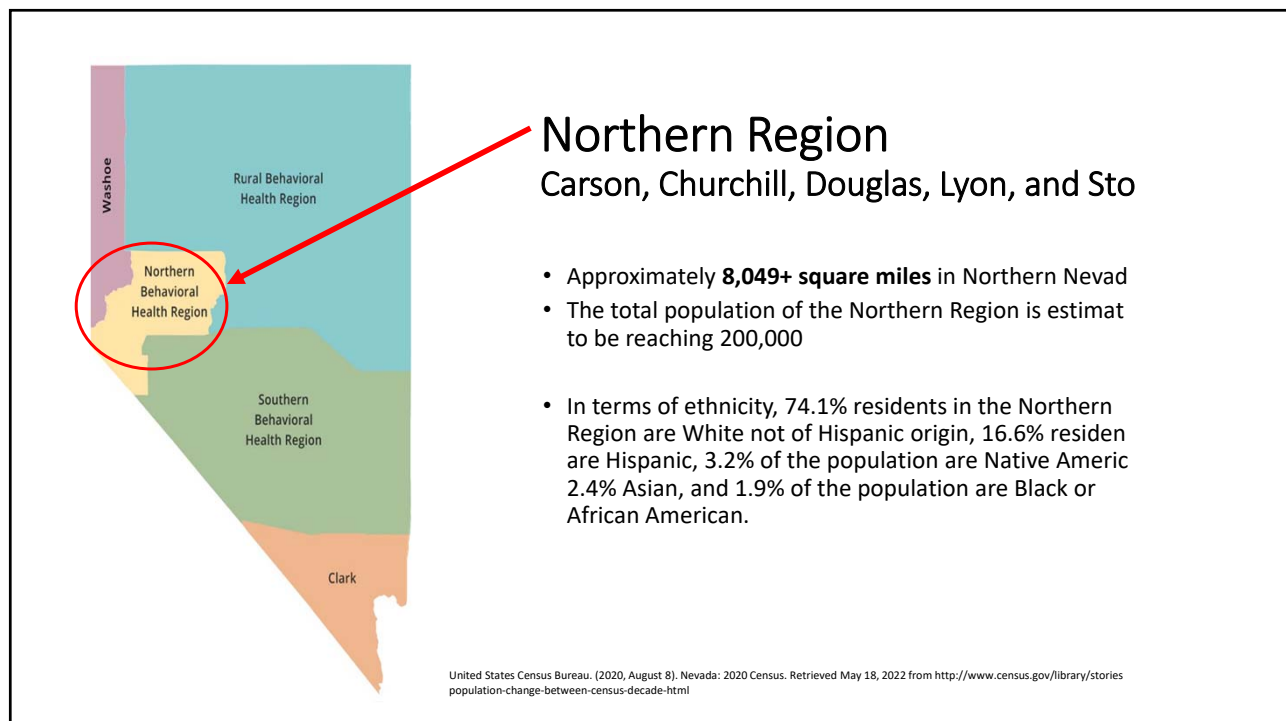 Northern Region
Carson, Churchill, Douglas, Lyon, and Sto
Washoe
Rural Behavioral
Health Region
Northern
Behavioral
Health Region
Southern
Behavioral
Health Region
Clark
• Approximately 8,049+ square miles in Northern Nevad
• The total population of the Northern Region is estimat
to be reaching 200,000
• In terms of ethnicity, 74.1% residents in the Northern
Region are White not of Hispanic origin, 16.6% residen
are Hispanic, 3.2% of the population are Native Americ
2.4% Asian, and 1.9% of the population are Black or
African American.
United States Census Bureau. (2020, August 8). Nevada: 2020 Census. Retrieved May 18, 2022 from http://www.census.gov/library/stories
population-change-between-census-decade-html